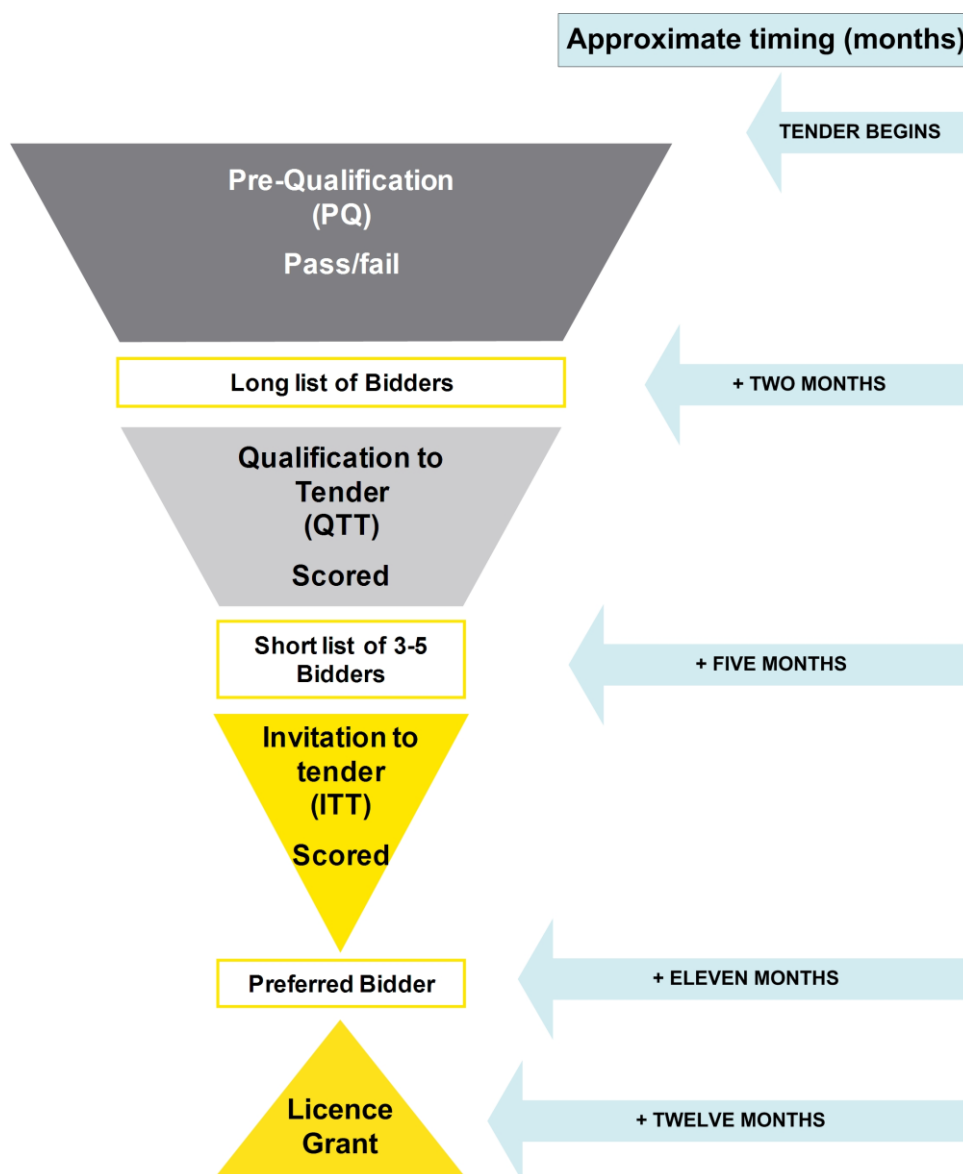 Approximate timing (months)
TENDER BEGINS
Pre-Qualification
(PQ)
Pass/fail
Long list of Bidders
+ TWO MONTHS
Qualification to
Tender
(QTT)
Scored
Short list of 3-5
Bidders
+ FIVE MONTHS
Invitation to
tender
(ITT)
Scored
Preferred Bidder
+ ELEVEN MONTHS
Licence
Grant
+ TWELVE MONTHS